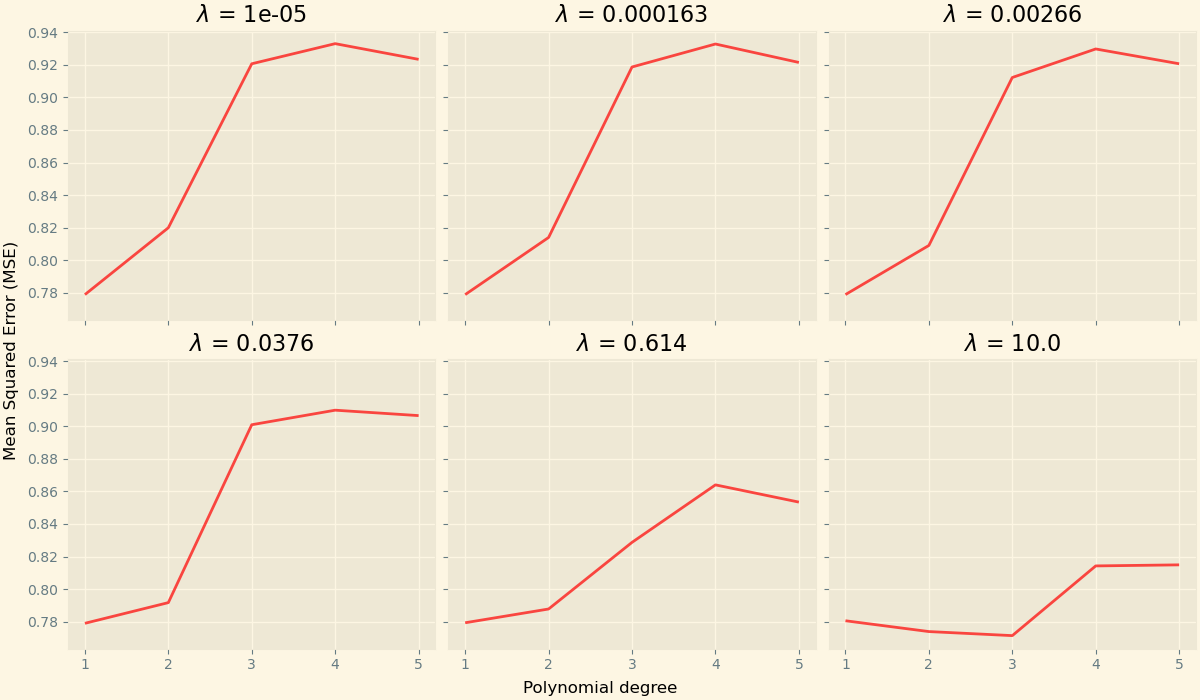 λ = 1e-05
λ = 0.000163
λ = 0.00266
0.94
0.92
0.90
0.88
0.86
0.84
0.82
0.80
0.78
Mean Squared Error (MSE)
λ = 0.0376
λ = 0.614
λ = 10.0
0.94
0.92
0.90
0.88
0.86
0.84
0.82
0.80
0.78
1 2 3 4 5
1 2 3 4 5
1 2 3 4 5
Polynomial degree